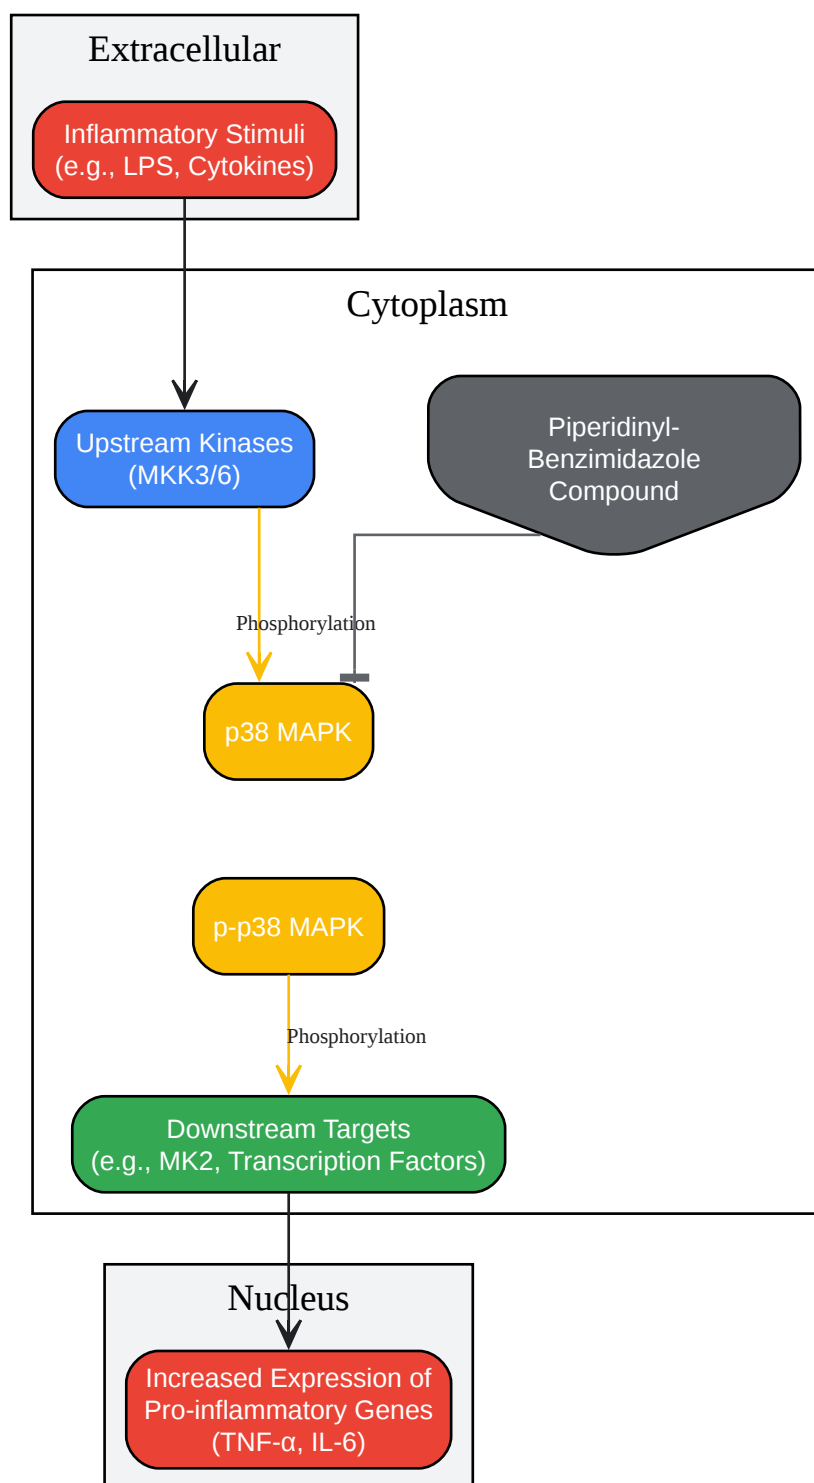 Extracellular
Inflammatory Stimuli
(e.g., LPS, Cytokines)
Cytoplasm
Upstream Kinases
(MKK3/6)
Piperidinyl-
Benzimidazole
Compound
Phosphorylation
p38 MAPK
p-p38 MAPK
Phosphorylation
Downstream Targets
(e.g., MK2, Transcription Factors)
Nucleus
Increased Expression of
Pro-inflammatory Genes
(TNF-α, IL-6)